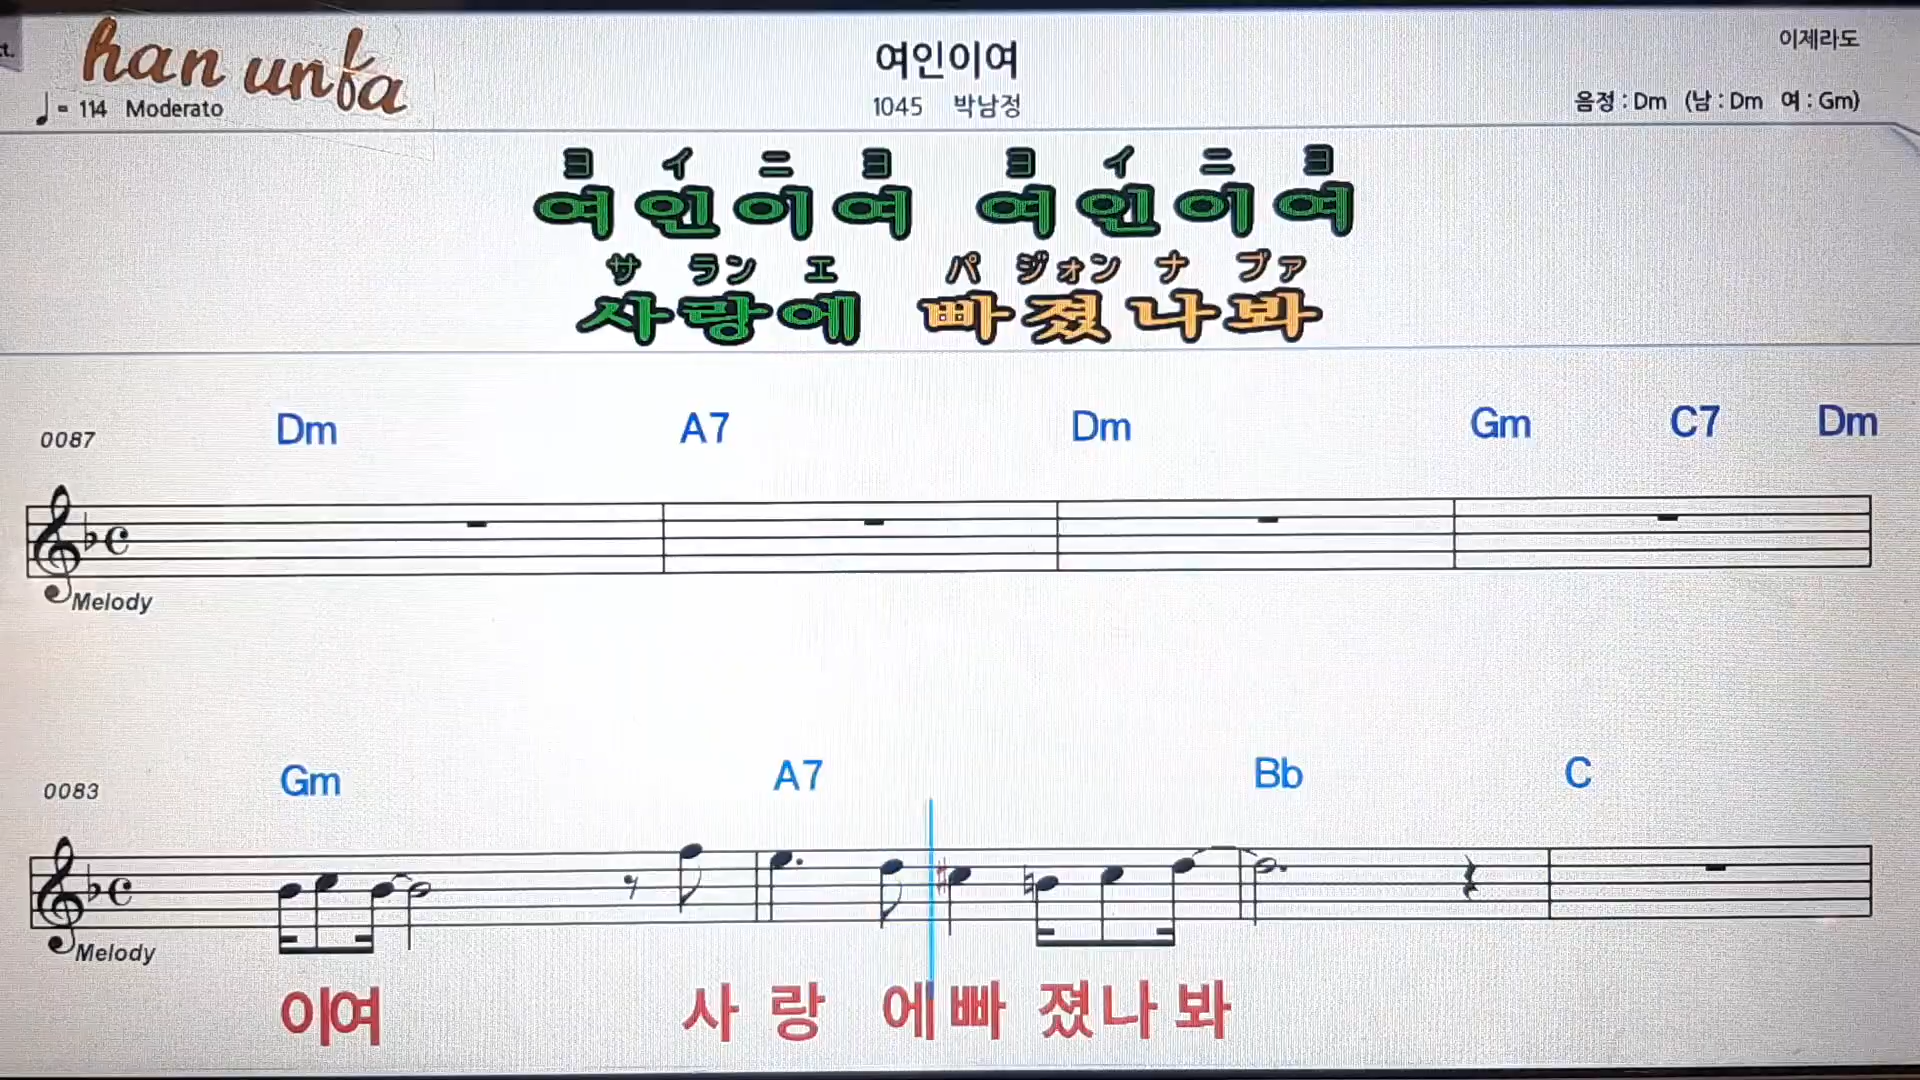 ct.
han unfa
여인이여
이제라도
♩= 114 Moderato
1045 박남정
음정 : Dm (남 : Dm 여 : Gm)
ヨ イ ニ ヨ ヨ イ ニ ヨ
여인이여 여인이여
サ ラン エ パ ジォン ナ ブァ
사랑에 빠졌나봐
0087 Dm A7 Dm Gm C7 Dm
Melody
0083 Gm A7 Bb C
Melody
이여 사 랑 에빠 졌나봐